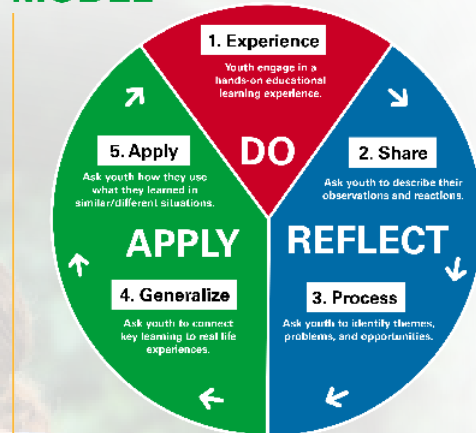 1. Experience
Youth engage in a
hands-on educational
learning experience.
DO
2. Share
Ask youth to describe their
observations and reactions.
REFLECT
3. Process
Ask youth to identify themes,
problems, and opportunities.
4. Generalize
Ask youth to connect
key learning to real life
experiences.
APPLY
5. Apply
Ask youth how they use
what they learned in
similar/different situations.